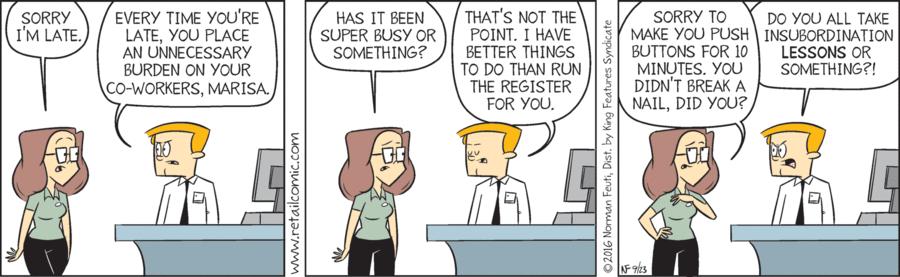 SORRY
I'M LATE.
EVERY TIME YOU'RE
LATE, YOU PLACE
AN UNNECESSARY
BURDEN ON YOUR
CO-WORKERS, MARISA.
www.retailcomic.com
HAS IT BEEN
SUPER BUSY OR
SOMETHING?
THAT'S NOT THE
POINT. I HAVE
BETTER THINGS
TO DO THAN RUN
THE REGISTER
FOR YOU.
©2016 Norman Feuti, Dist. by King Features Syndicate
SORRY TO
MAKE YOU PUSH
BUTTONS FOR 10
MINUTES. YOU
DIDN'T BREAK A
NAIL, DID YOU?
DO YOU ALL TAKE
INSUBORDINATION
LESSONS OR
SOMETHING?!
NF 9/23